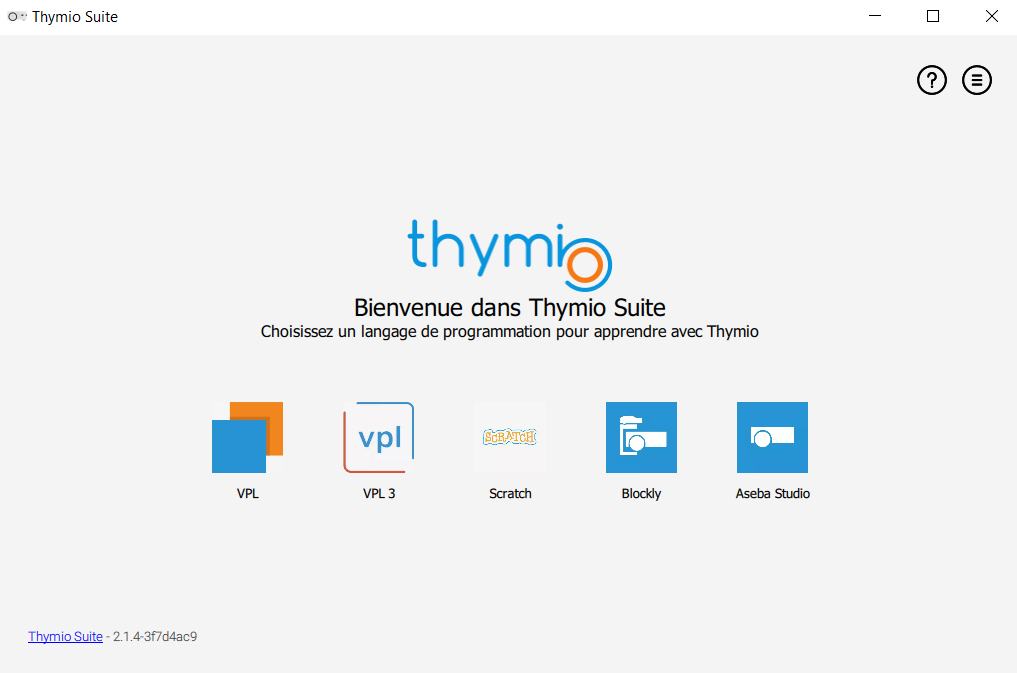 Thymio Suite
?
thymio
Bienvenue dans Thymio Suite
Choisissez un langage de programmation pour apprendre avec Thymio
vpl
SCRATCH
VPL
VPL 3
Scratch
Blockly
Aseba Studio
Thymio Suite - 2.1.4-3f7d4ac9